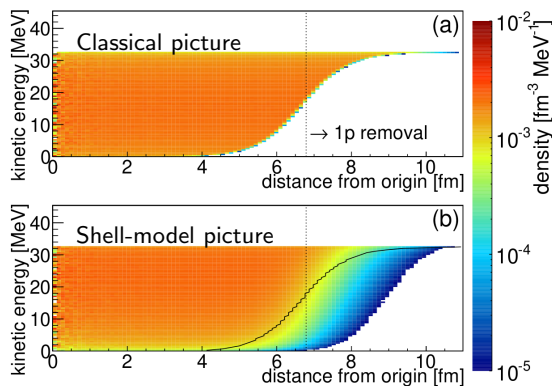 (a)
Classical picture
→ 1p removal
kinetic energy [MeV]
0 10 20 30 40
0 2 4 6 8 10
distance from origin [fm]
(b)
Shell-model picture
kinetic energy [MeV]
0 10 20 30 40
0 2 4 6 8 10
distance from origin [fm]
10-2
10-3
10-4
10-5
density [fm-3 MeV-1]